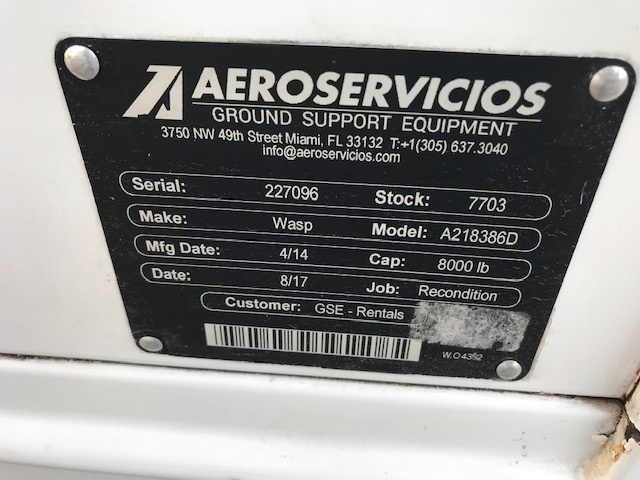 AEROSERVICIOS
GROUND SUPPORT EQUIPMENT
3750 NW 49th Street Miami, FL 33132 T:+1(305) 637.3040
info@aeroservicios.com
Serial: 227096 Stock: 7703
Make: Wasp Model: A218386D
Mfg Date: 4/14 Cap: 8000 lb
Date: 8/17 Job: Recondition
Customer: GSE - Rentals
W.O 4392